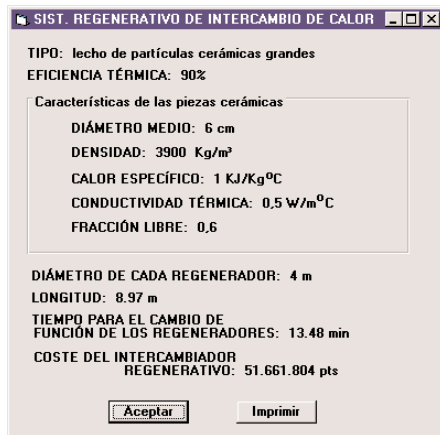 SIST. REGENERATIVO DE INTERCAMBIO DE CALOR
TIPO: lecho de partículas cerámicas grandes
EFICIENCIA TÉRMICA: 90%
Características de las piezas cerámicas
DIÁMETRO MEDIO: 6 cm
DENSIDAD: 3900 Kg/m³
CALOR ESPECÍFICO: 1 KJ/KgºC
CONDUCTIVIDAD TÉRMICA: 0,5 W/mºC
FRACCIÓN LIBRE: 0,6
DIÁMETRO DE CADA REGENERADOR: 4 m
LONGITUD: 8.97 m
TIEMPO PARA EL CAMBIO DE
FUNCIÓN DE LOS REGENERADORES: 13.48 min
COSTE DEL INTERCAMBIADOR
REGENERATIVO: 51.661.804 pts
Aceptar Imprimir